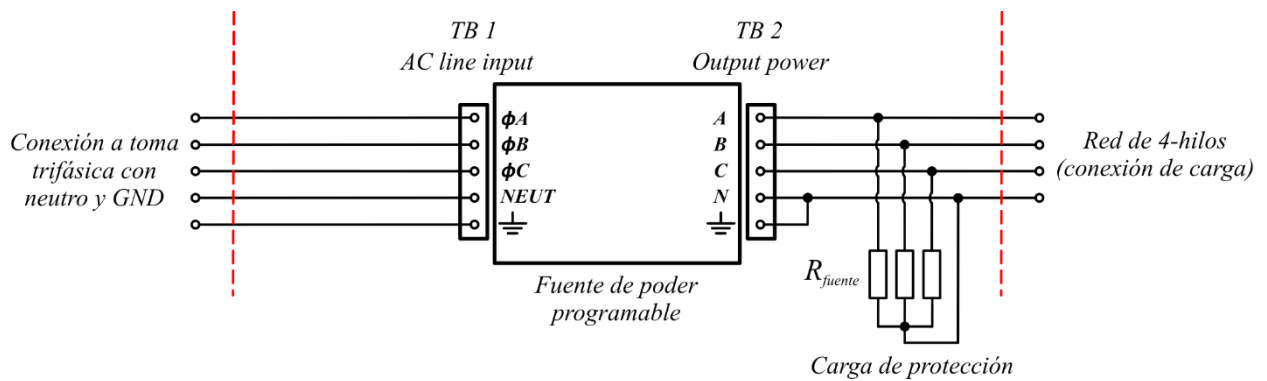 TB 1
AC line input
TB 2
Output power
Conexión a toma
trifásica con
neutro y GND
ϕA
ϕB
ϕC
NEUT
A
B
C
N
Red de 4-hilos
(conexión de carga)
Fuente de poder
programable
R_fuente
Carga de protección